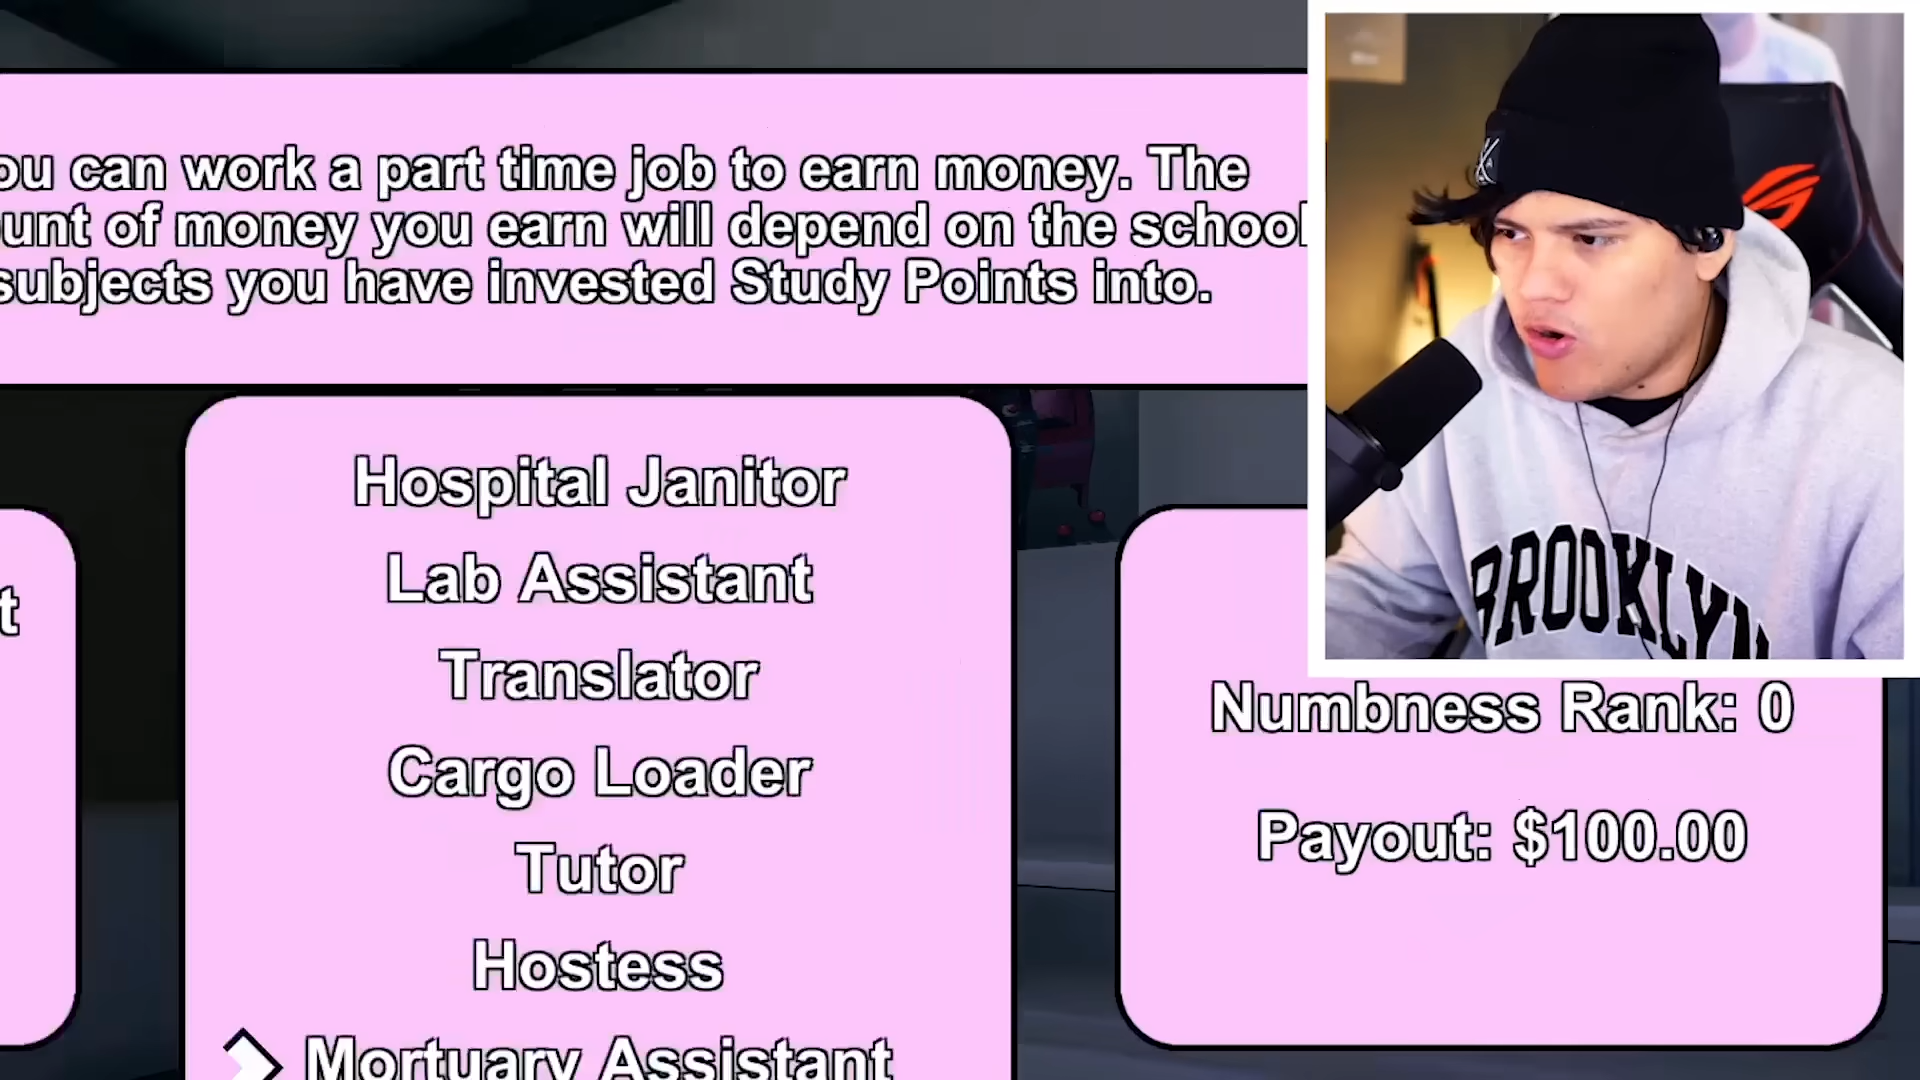 ou can work a part time job to earn money. The
unt of money you earn will depend on the school
subjects you have invested Study Points into.
t
Hospital Janitor
Lab Assistant
Translator
Cargo Loader
Tutor
Hostess
Mortuary Assistant
Numbness Rank: 0
Payout: $100.00
BROOKLYN